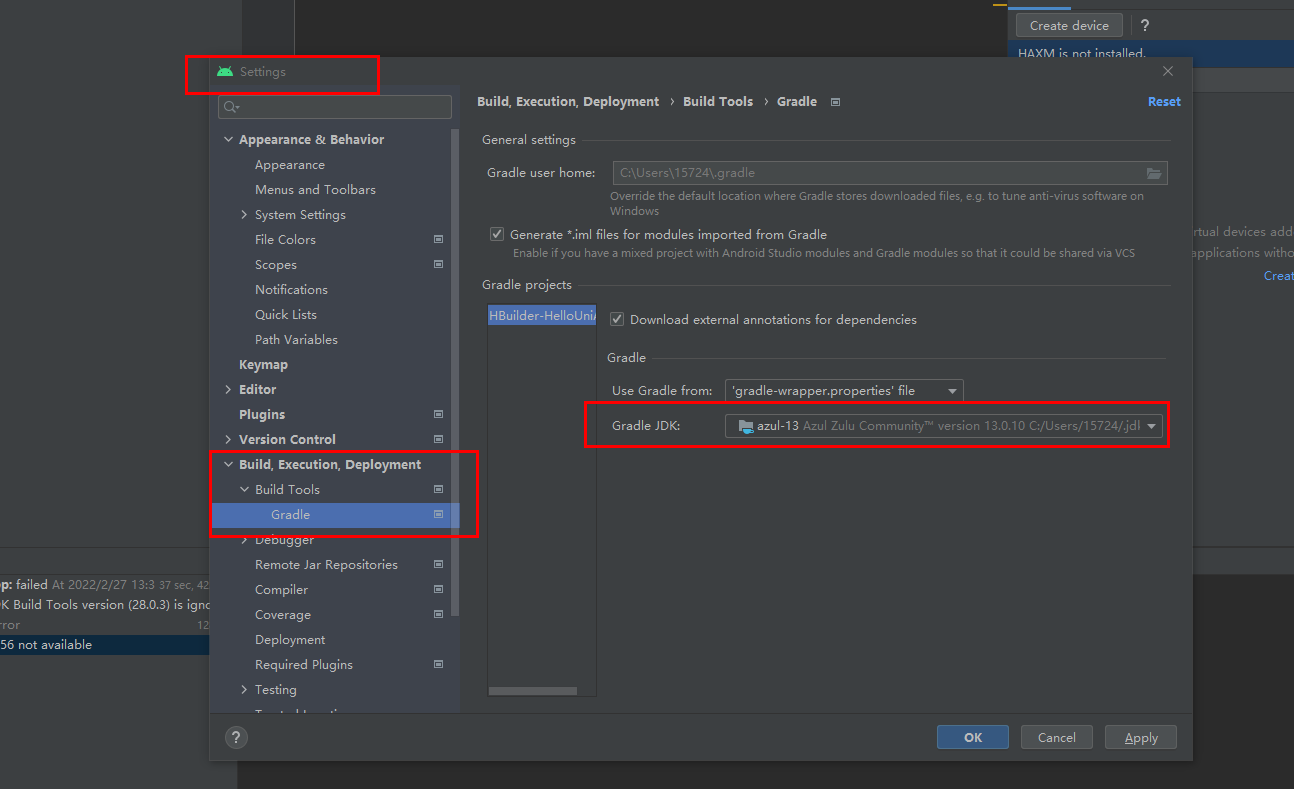 Create device ?
HAXM is not installed.
Settings
Build, Execution, Deployment › Build Tools › Gradle
Reset
Appearance & Behavior
Appearance
Menus and Toolbars
System Settings
File Colors
Scopes
Notifications
Quick Lists
Path Variables
Keymap
Editor
Plugins
Version Control
Build, Execution, Deployment
Build Tools
Gradle
Debugger
Remote Jar Repositories
Compiler
Coverage
Deployment
Required Plugins
Testing
General settings
Gradle user home: C:\Users\15724\.gradle
Override the default location where Gradle stores downloaded files, e.g. to tune anti-virus software on
Windows
Generate *.iml files for modules imported from Gradle
Enable if you have a mixed project with Android Studio modules and Gradle modules so that it could be shared via VCS
Gradle projects
HBuilder-HelloUniA
Download external annotations for dependencies
Gradle
Use Gradle from: 'gradle-wrapper.properties' file
Gradle JDK: azul-13 Azul Zulu Community™ version 13.0.10 C:/Users/15724/.jdl
rtual devices add
applications witho
Creat
p: failed At 2022/2/27 13:3 37 sec, 42
K Build Tools version (28.0.3) is igno
rror 12
56 not available
?
OK
Cancel
Apply